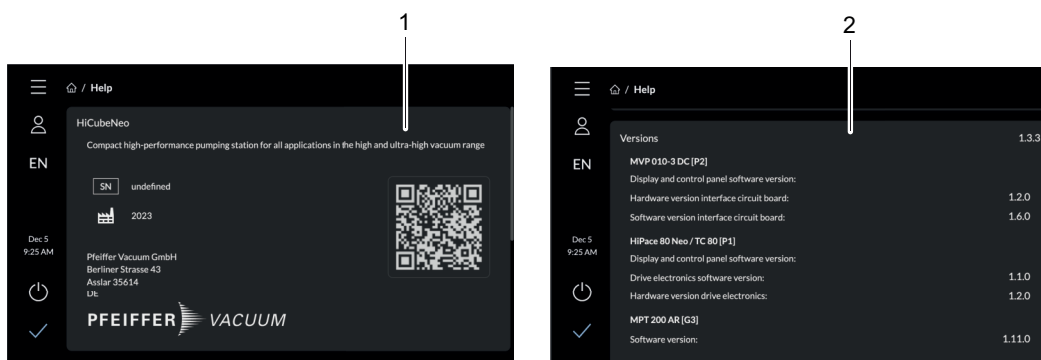 1
/ Help
HiCubeNeo
Compact high-performance pumping station for all applications in the high and ultra-high vacuum range
EN
SN undefined
2023
Dec 5
9:25 AM
Pfeiffer Vacuum GmbH
Berliner Strasse 43
Asslar 35614
DE
PFEIFFER VACUUM
2
/ Help
Versions 1.3.3
EN
MVP 010-3 DC [P2]
Display and control panel software version:
Hardware version interface circuit board: 1.2.0
Software version interface circuit board: 1.6.0
Dec 5
9:25 AM
HiPace 80 Neo / TC 80 [P1]
Display and control panel software version:
Drive electronics software version: 1.1.0
Hardware version drive electronics: 1.2.0
MPT 200 AR [G3]
Software version: 1.11.0